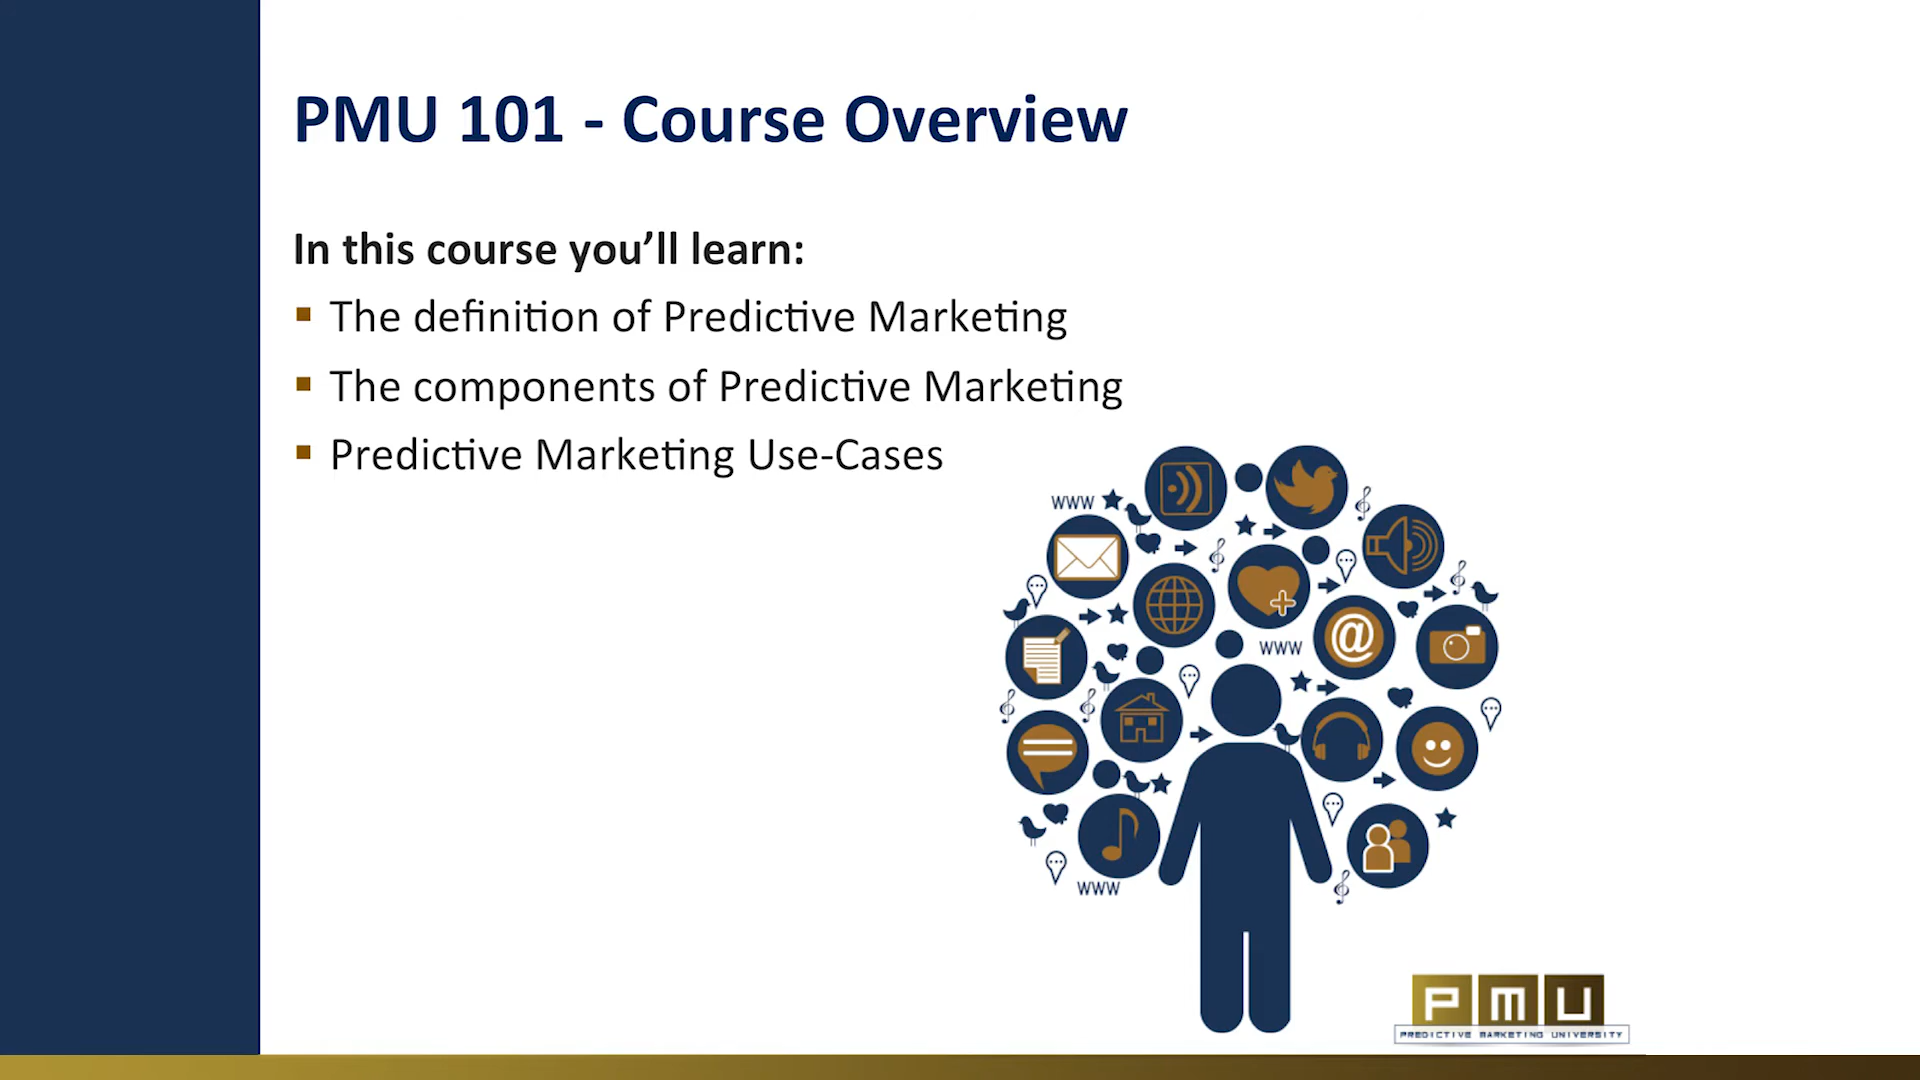 PMU 101 - Course Overview
In this course you’ll learn:
The definition of Predictive Marketing
The components of Predictive Marketing
Predictive Marketing Use-Cases
www
www
@
www
PMU
PREDICTIVE MARKETING UNIVERSITY